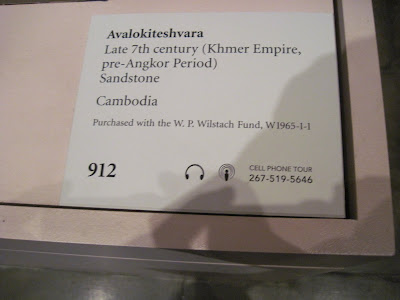 Avalokiteshvara
Late 7th century (Khmer Empire,
pre-Angkor Period)
Sandstone
Cambodia
Purchased with the W. P. Wilstach Fund, W1965-1-1
912
CELL PHONE TOUR
267-519-5646